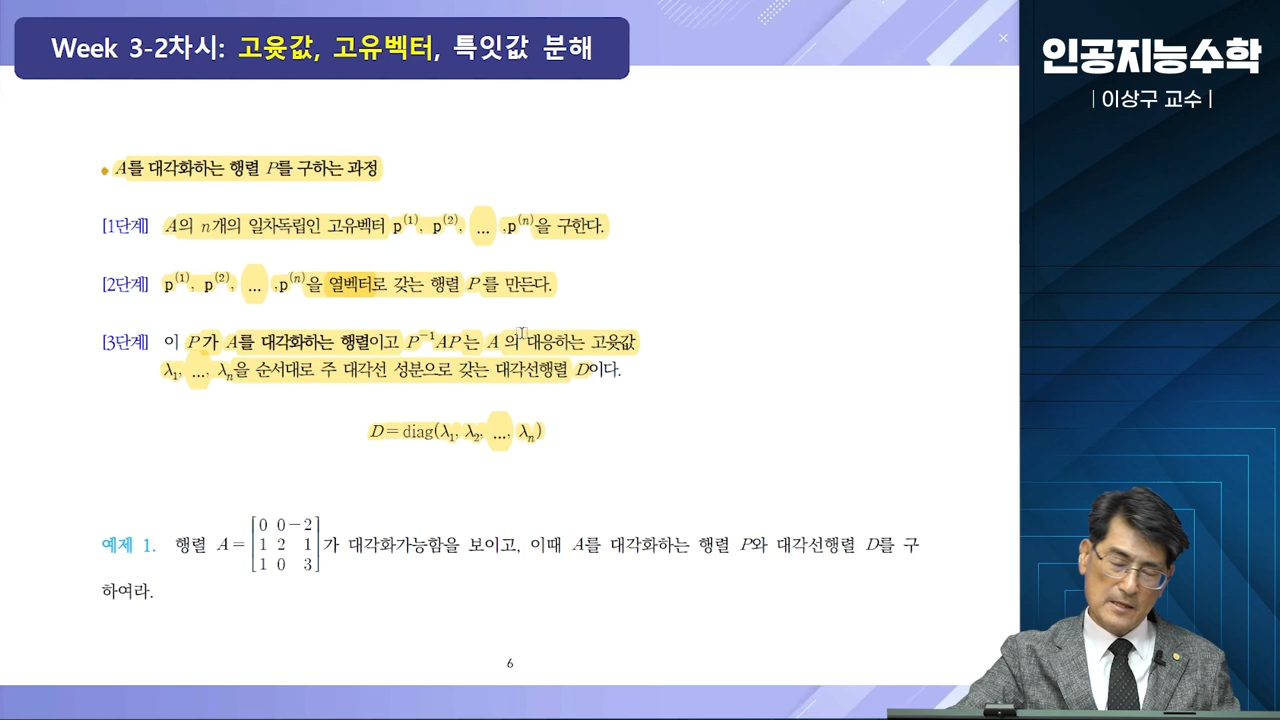 Week 3-2차시: 고윳값, 고유벡터, 특잇값 분해
인공지능수학
| 이상구 교수 |
• A를 대각화하는 행렬 P를 구하는 과정
[1단계] A의 n개의 일차독립인 고유벡터 p⁽¹⁾, p⁽²⁾, …, p⁽ⁿ⁾을 구한다.
[2단계] p⁽¹⁾, p⁽²⁾, …, p⁽ⁿ⁾을 열벡터로 갖는 행렬 P를 만든다.
[3단계] 이 P가 A를 대각화하는 행렬이고 P⁻¹AP는 A의 대응하는 고윳값
λ₁, …, λₙ을 순서대로 주 대각선 성분으로 갖는 대각선행렬 D이다.
D = diag(λ₁, λ₂, …, λₙ)
예제 1. 행렬 A = [0 0 −2; 1 2 1; 1 0 3]가 대각화가능함을 보이고, 이때 A를 대각화하는 행렬 P와 대각선행렬 D를 구
하여라.
6